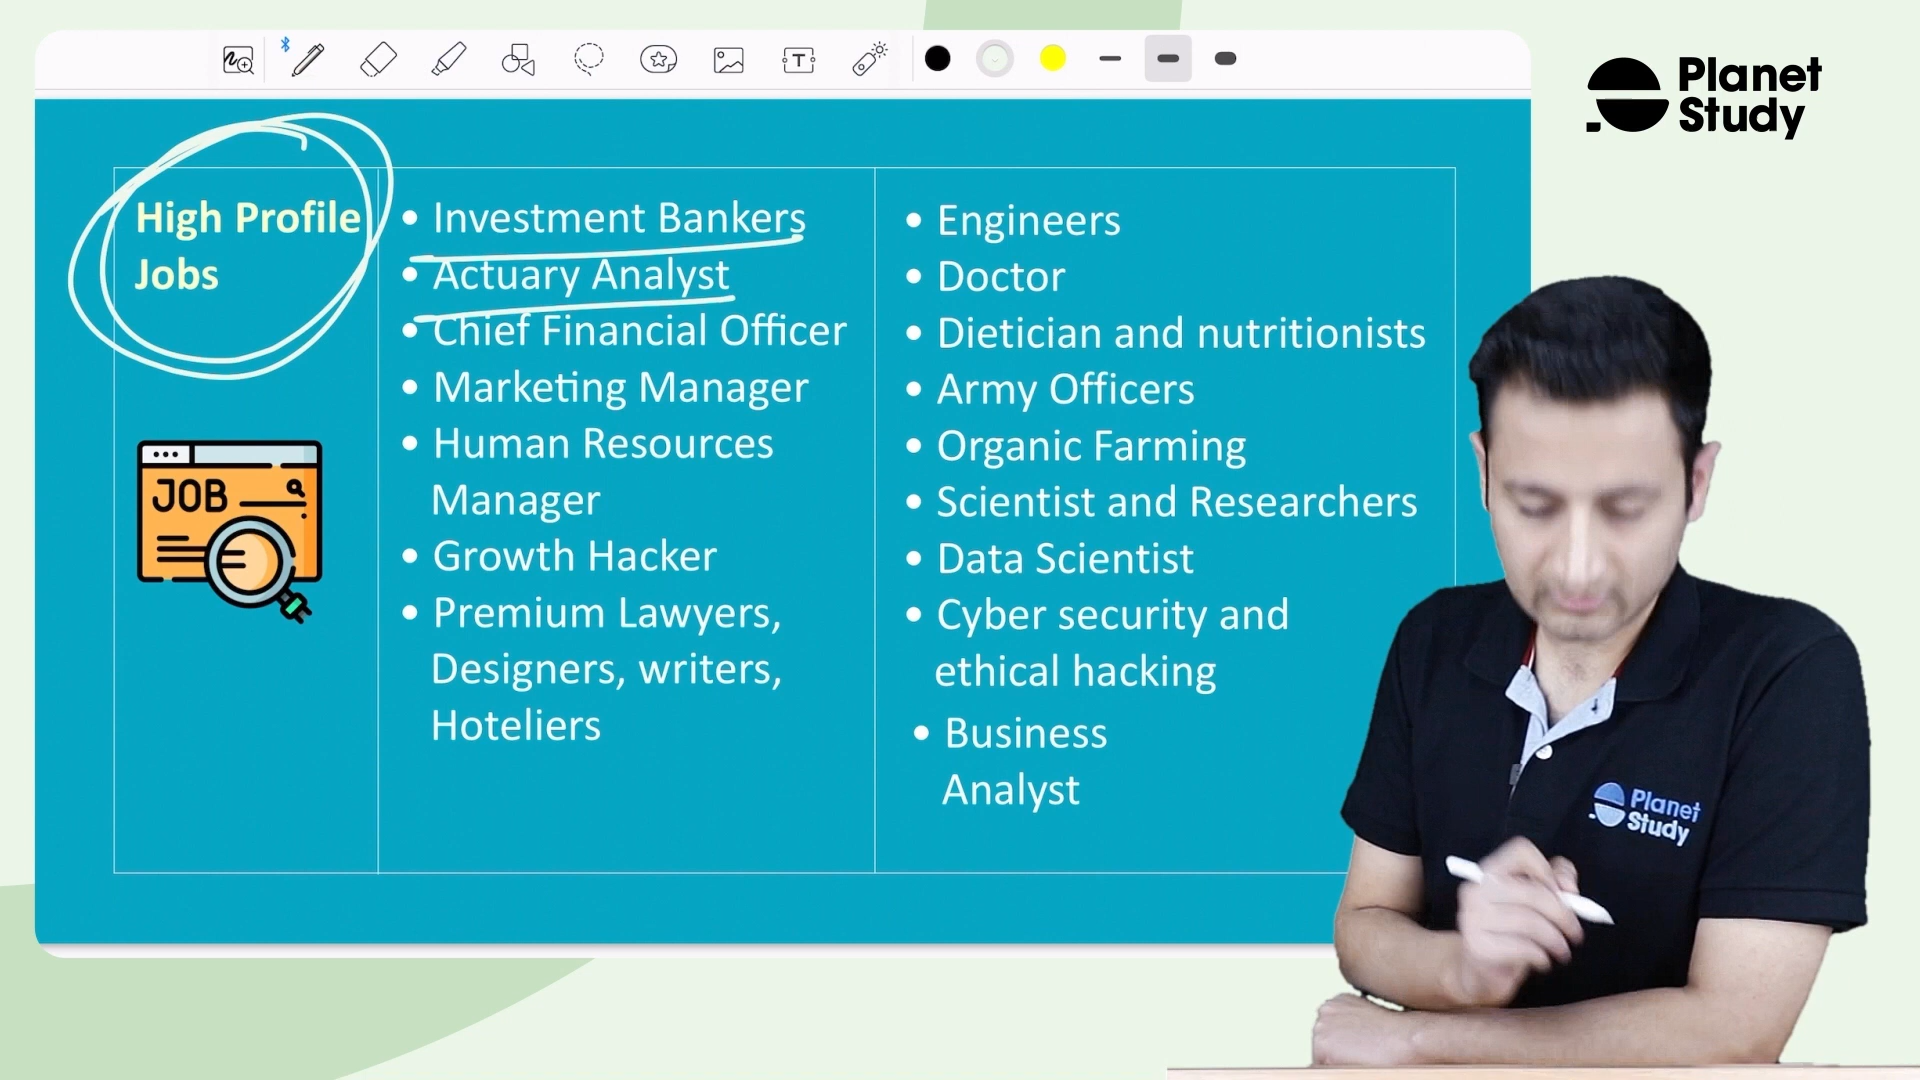 Planet
Study
High Profile
Jobs
JOB
• Investment Bankers
• Actuary Analyst
• Chief Financial Officer
• Marketing Manager
• Human Resources
Manager
• Growth Hacker
• Premium Lawyers,
Designers, writers,
Hoteliers
• Engineers
• Doctor
• Dietician and nutritionists
• Army Officers
• Organic Farming
• Scientist and Researchers
• Data Scientist
• Cyber security and
ethical hacking
• Business
Analyst
Planet
Study